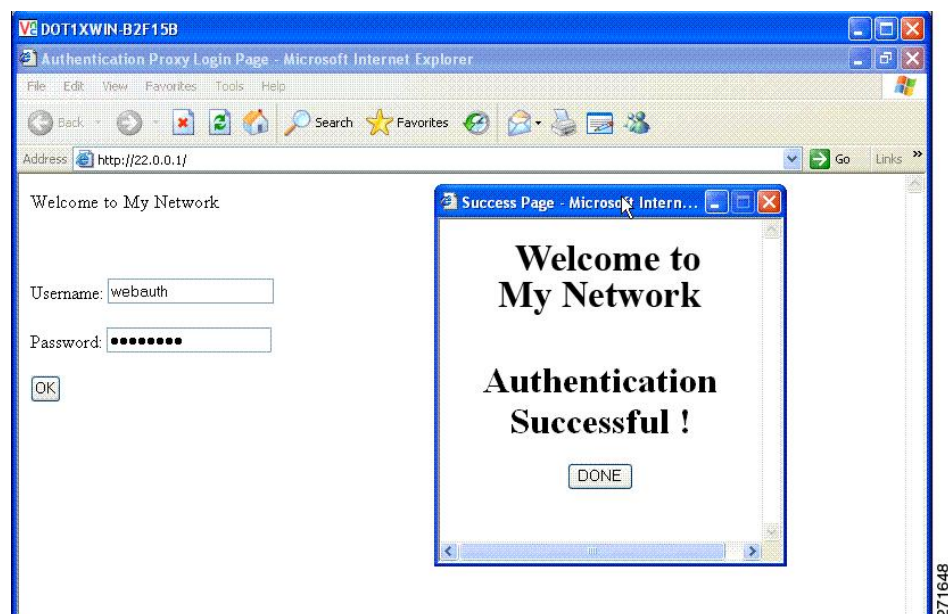 DOT1XWIN-B2F15B
Authentication Proxy Login Page - Microsoft Internet Explorer
File Edit View Favorites Tools Help
Back Search Favorites
Address http://22.0.0.1/ Go Links »
Welcome to My Network
Username: webauth
Password: ••••••••
OK
Success Page - Microsoft Intern...
Welcome to
My Network
Authentication
Successful !
DONE
271648